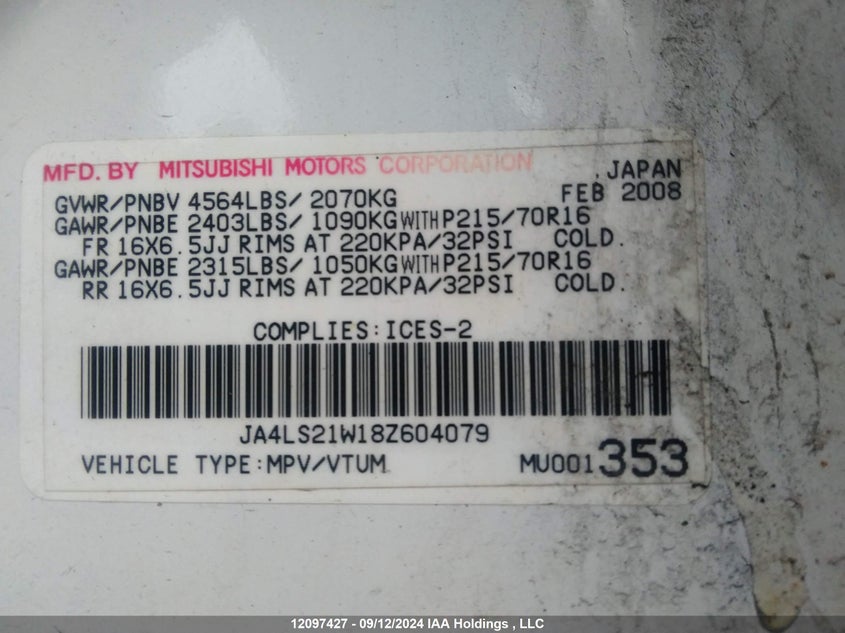 MFD. BY MITSUBISHI MOTORS CORPORATION , JAPAN
GVWR/PNBV 4564LBS/ 2070KG FEB 2008
GAWR/PNBE 2403LBS/ 1090KG WITH P215/70R16
FR 16X6.5JJ RIMS AT 220KPA/32PSI COLD.
GAWR/PNBE 2315LBS/ 1050KG WITH P215/70R16
RR 16X6.5JJ RIMS AT 220KPA/32PSI COLD.
COMPLIES:ICES-2
JA4LS21W18Z604079
VEHICLE TYPE:MPV/VTUM MU001353
12097427 - 09/12/2024 IAA Holdings , LLC